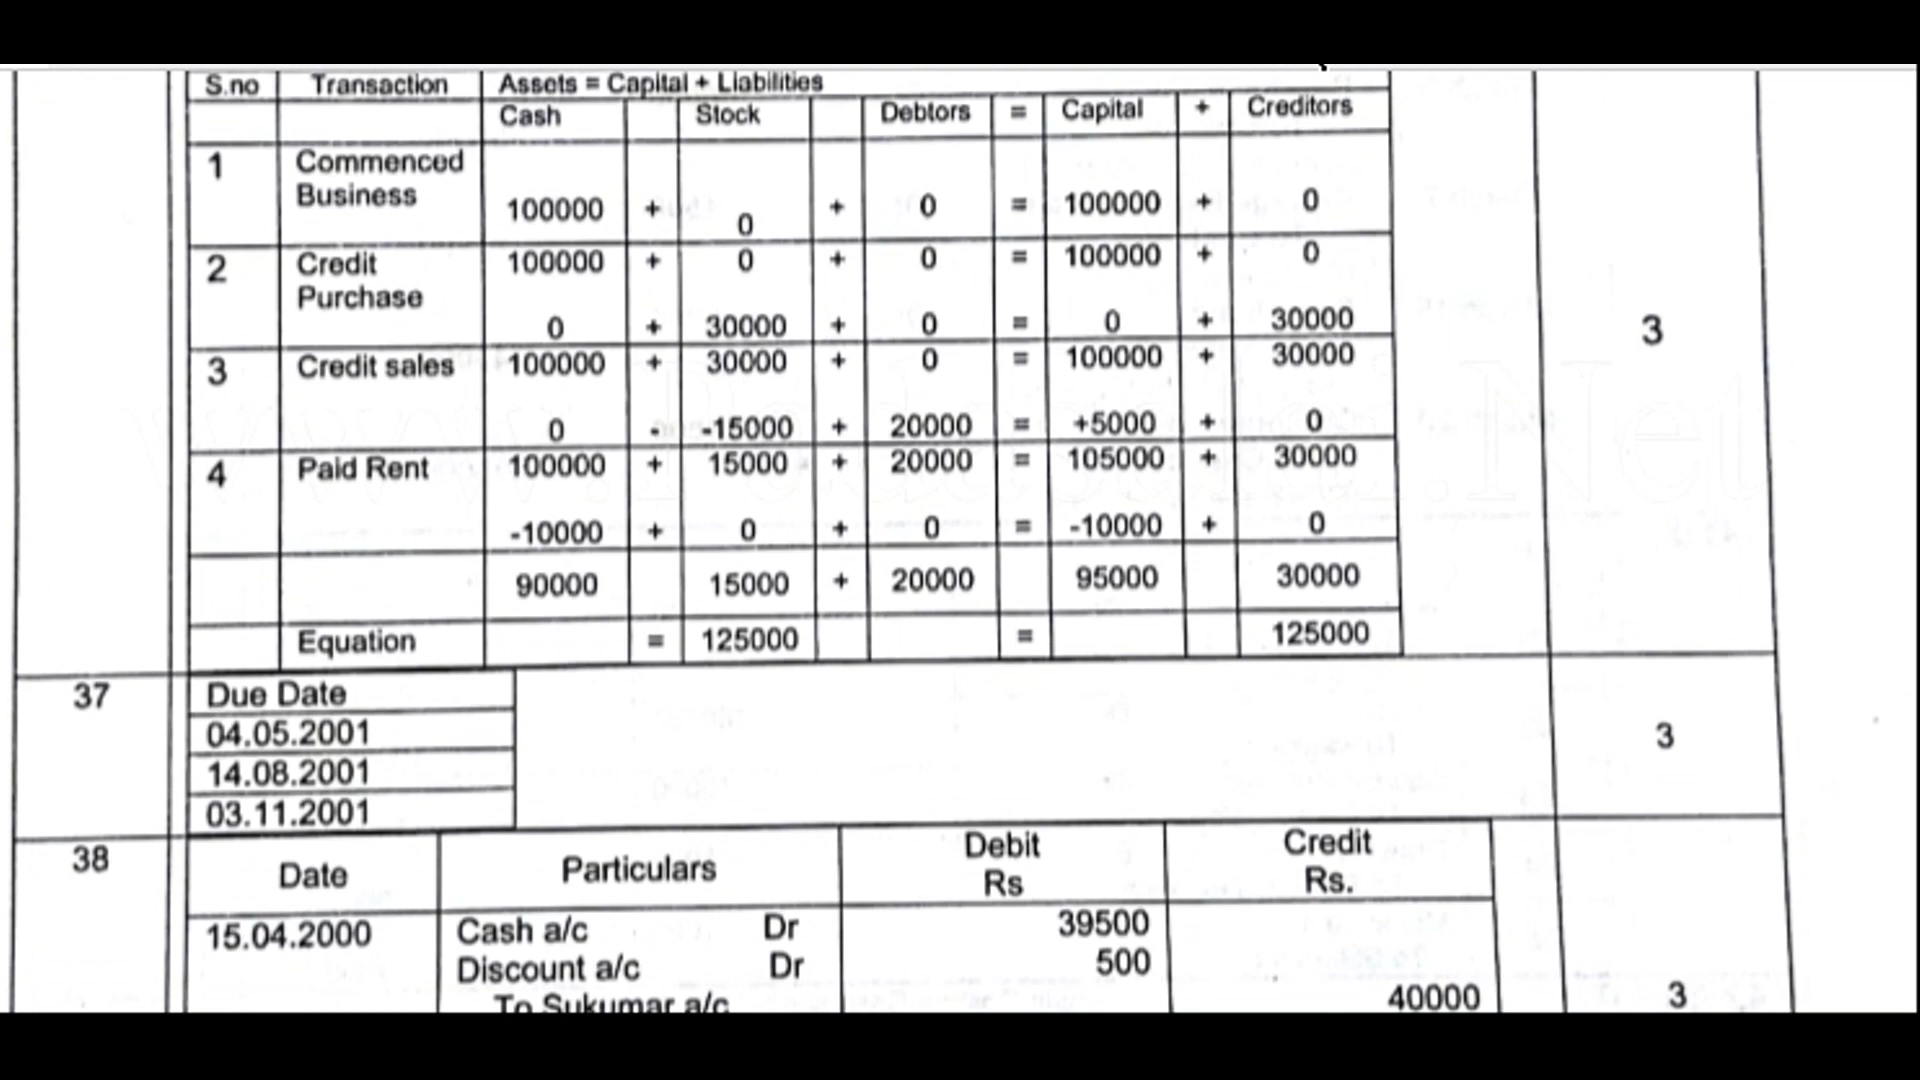 S.no Transaction Assets = Capital + Liabilities
Cash Stock Debtors = Capital + Creditors
1 Commenced
Business 100000 + 0 + 0 = 100000 + 0
2 Credit 100000 + 0 + 0 = 100000 + 0
Purchase
0 + 30000 + 0 = 0 + 30000
3 Credit sales 100000 + 30000 + 0 = 100000 + 30000
0 - -15000 + 20000 = +5000 + 0
4 Paid Rent 100000 + 15000 + 20000 = 105000 + 30000
-10000 + 0 + 0 = -10000 + 0
90000 15000 + 20000 95000 30000
Equation = 125000 = 125000
3
37 Due Date
04.05.2001
14.08.2001
03.11.2001
3
38 Date Particulars Debit Rs Credit Rs.
15.04.2000 Cash a/c Dr 39500
Discount a/c Dr 500
To Sukumar a/c 40000
3